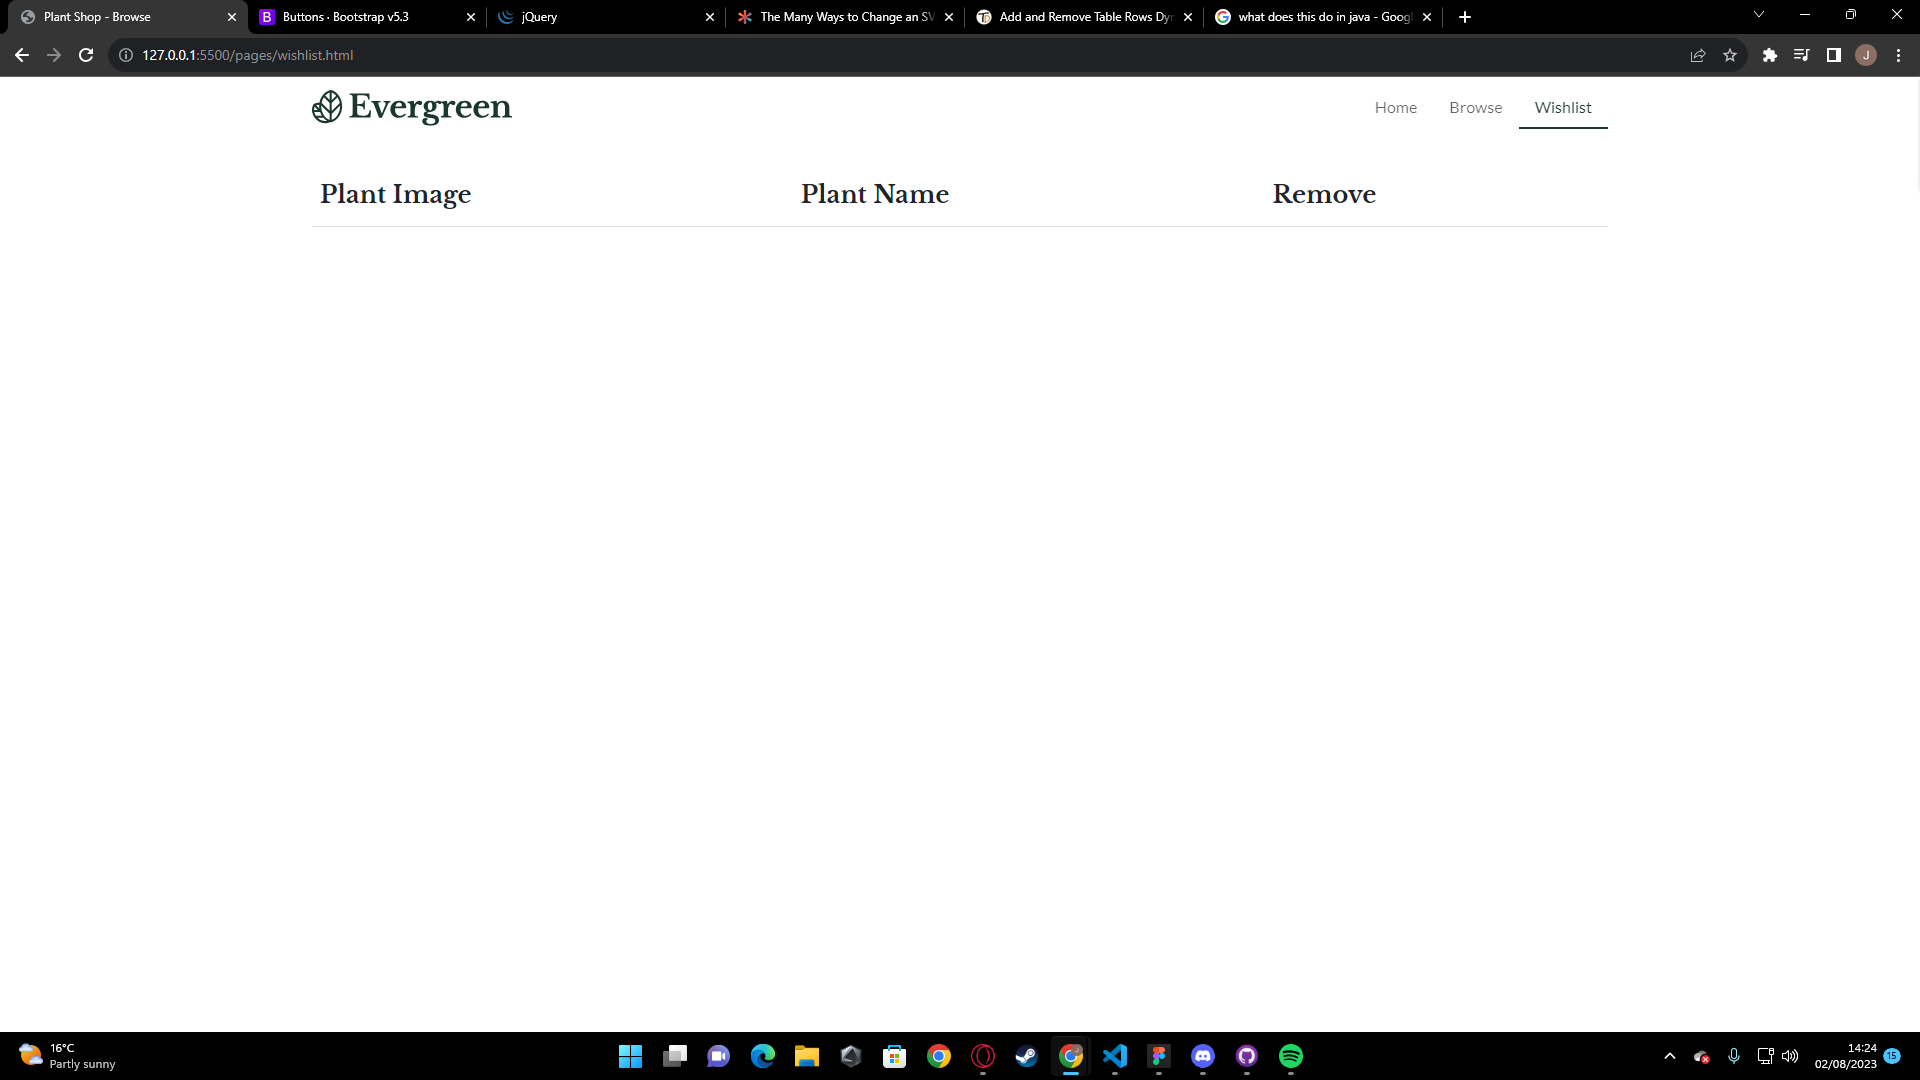 Plant Shop - Browse
Buttons · Bootstrap v5.3
jQuery
The Many Ways to Change an SV
Add and Remove Table Rows Dyn
what does this do in java - Goog
127.0.0.1:5500/pages/wishlist.html
J
Evergreen
Home
Browse
Wishlist
Plant Image
Plant Name
Remove
16°C
Partly sunny
14:24
02/08/2023
15